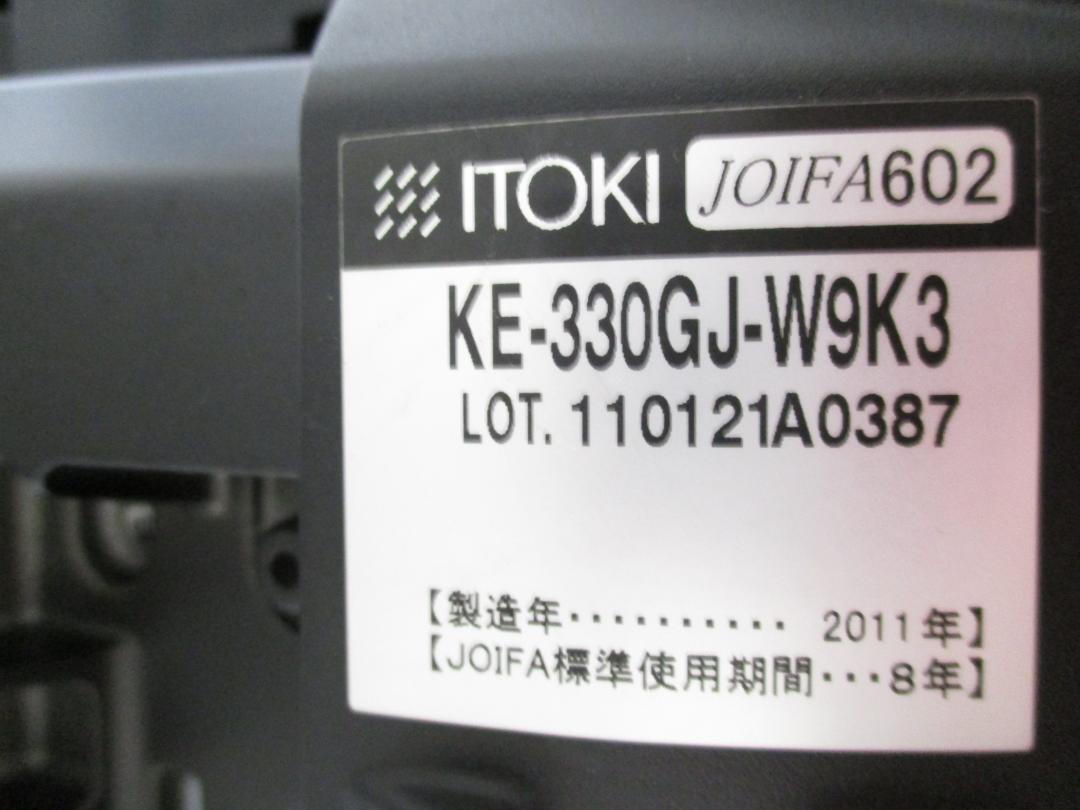 ITOKI JOIFA602
KE-330GJ-W9K3
LOT. 110121A0387
【製造年･･････････ 2011年】
【JOIFA標準使用期間･･･8年】